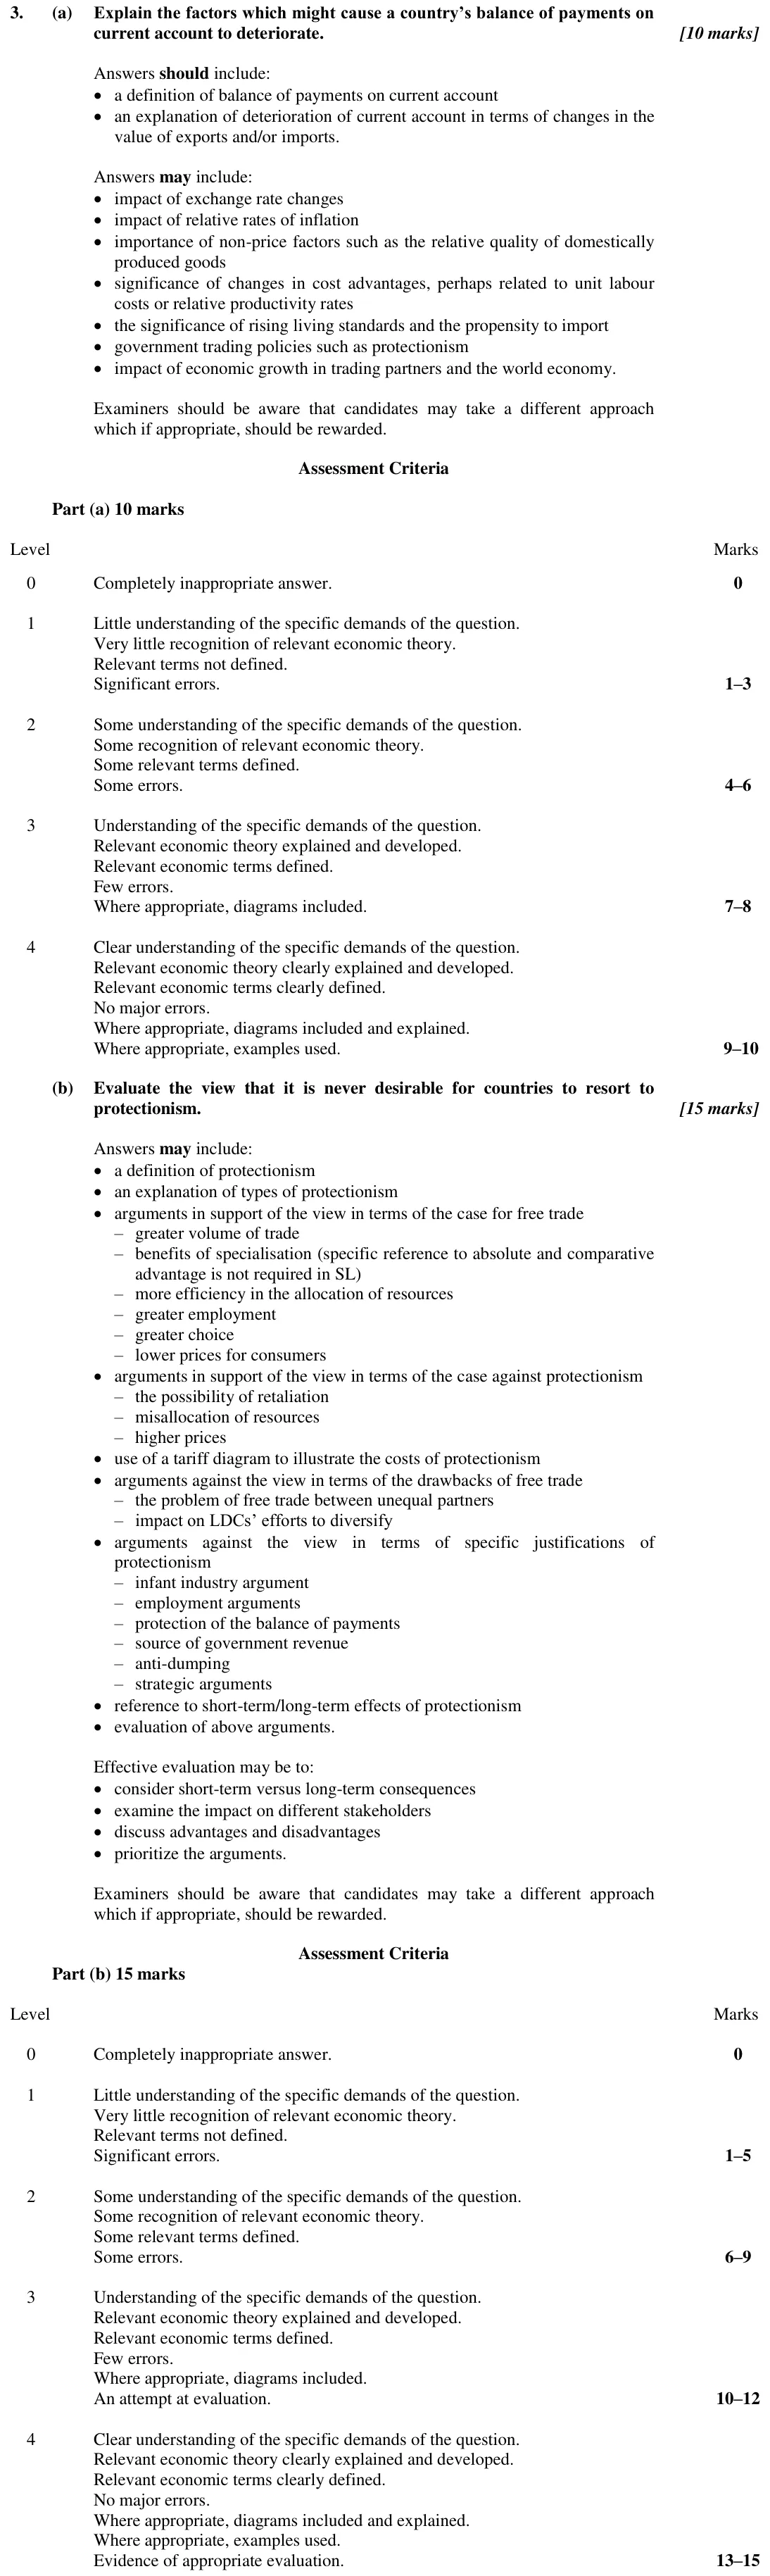 3. (a) Explain the factors which might cause a country's balance of payments on
current account to deteriorate. [10 marks]
Answers should include:
• a definition of balance of payments on current account
• an explanation of deterioration of current account in terms of changes in the
value of exports and/or imports.
Answers may include:
• impact of exchange rate changes
• impact of relative rates of inflation
• importance of non-price factors such as the relative quality of domestically
produced goods
• significance of changes in cost advantages, perhaps related to unit labour
costs or relative productivity rates
• the significance of rising living standards and the propensity to import
• government trading policies such as protectionism
• impact of economic growth in trading partners and the world economy.
Examiners should be aware that candidates may take a different approach
which if appropriate, should be rewarded.
Assessment Criteria
Part (a) 10 marks
Level Marks
0 Completely inappropriate answer. 0
1 Little understanding of the specific demands of the question.
Very little recognition of relevant economic theory.
Relevant terms not defined.
Significant errors. 1–3
2 Some understanding of the specific demands of the question.
Some recognition of relevant economic theory.
Some relevant terms defined.
Some errors. 4–6
3 Understanding of the specific demands of the question.
Relevant economic theory explained and developed.
Relevant economic terms defined.
Few errors.
Where appropriate, diagrams included. 7–8
4 Clear understanding of the specific demands of the question.
Relevant economic theory clearly explained and developed.
Relevant economic terms clearly defined.
No major errors.
Where appropriate, diagrams included and explained.
Where appropriate, examples used. 9–10
(b) Evaluate the view that it is never desirable for countries to resort to
protectionism. [15 marks]
Answers may include:
• a definition of protectionism
• an explanation of types of protectionism
• arguments in support of the view in terms of the case for free trade
– greater volume of trade
– benefits of specialisation (specific reference to absolute and comparative
advantage is not required in SL)
– more efficiency in the allocation of resources
– greater employment
– greater choice
– lower prices for consumers
• arguments in support of the view in terms of the case against protectionism
– the possibility of retaliation
– misallocation of resources
– higher prices
• use of a tariff diagram to illustrate the costs of protectionism
• arguments against the view in terms of the drawbacks of free trade
– the problem of free trade between unequal partners
– impact on LDCs' efforts to diversify
• arguments against the view in terms of specific justifications of
protectionism
– infant industry argument
– employment arguments
– protection of the balance of payments
– source of government revenue
– anti-dumping
– strategic arguments
• reference to short-term/long-term effects of protectionism
• evaluation of above arguments.
Effective evaluation may be to:
• consider short-term versus long-term consequences
• examine the impact on different stakeholders
• discuss advantages and disadvantages
• prioritize the arguments.
Examiners should be aware that candidates may take a different approach
which if appropriate, should be rewarded.
Assessment Criteria
Part (b) 15 marks
Level Marks
0 Completely inappropriate answer. 0
1 Little understanding of the specific demands of the question.
Very little recognition of relevant economic theory.
Relevant terms not defined.
Significant errors. 1–5
2 Some understanding of the specific demands of the question.
Some recognition of relevant economic theory.
Some relevant terms defined.
Some errors. 6–9
3 Understanding of the specific demands of the question.
Relevant economic theory explained and developed.
Relevant economic terms defined.
Few errors.
Where appropriate, diagrams included.
An attempt at evaluation. 10–12
4 Clear understanding of the specific demands of the question.
Relevant economic theory clearly explained and developed.
Relevant economic terms clearly defined.
No major errors.
Where appropriate, diagrams included and explained.
Where appropriate, examples used.
Evidence of appropriate evaluation. 13–15